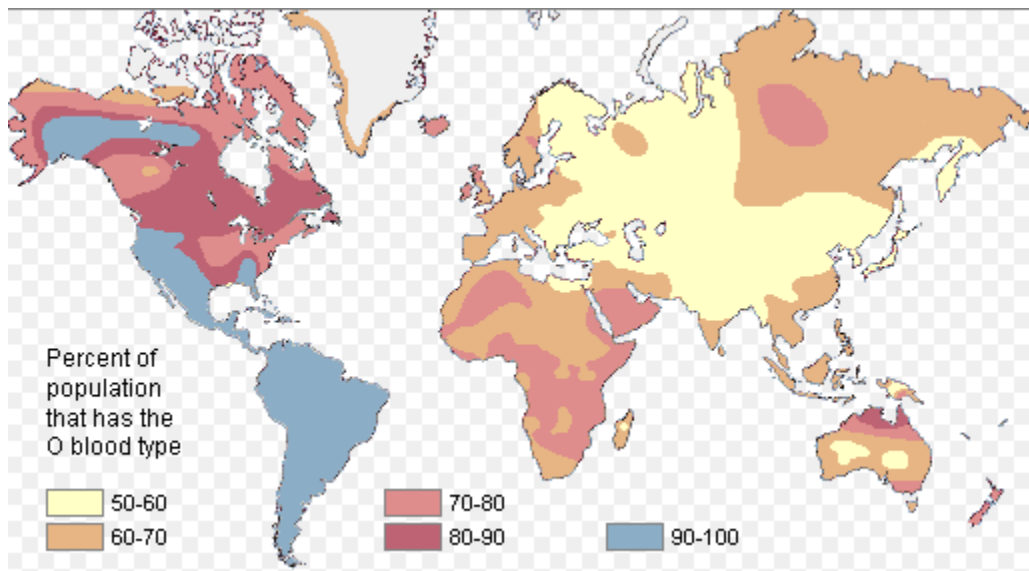 Percent of
population
that has the
O blood type
50-60
60-70
70-80
80-90
90-100